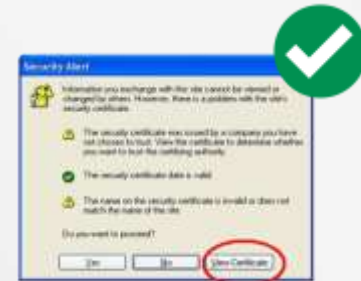 Security Alert
Information you exchange with this site cannot be viewed or
changed by others. However, there is a problem with the site's
security certificate.
The security certificate was issued by a company you have
not chosen to trust. View the certificate to determine whether
you want to trust the certifying authority.
The security certificate date is valid.
The name on the security certificate is invalid or does not
match the name of the site
Do you want to proceed?
Yes
No
View Certificate